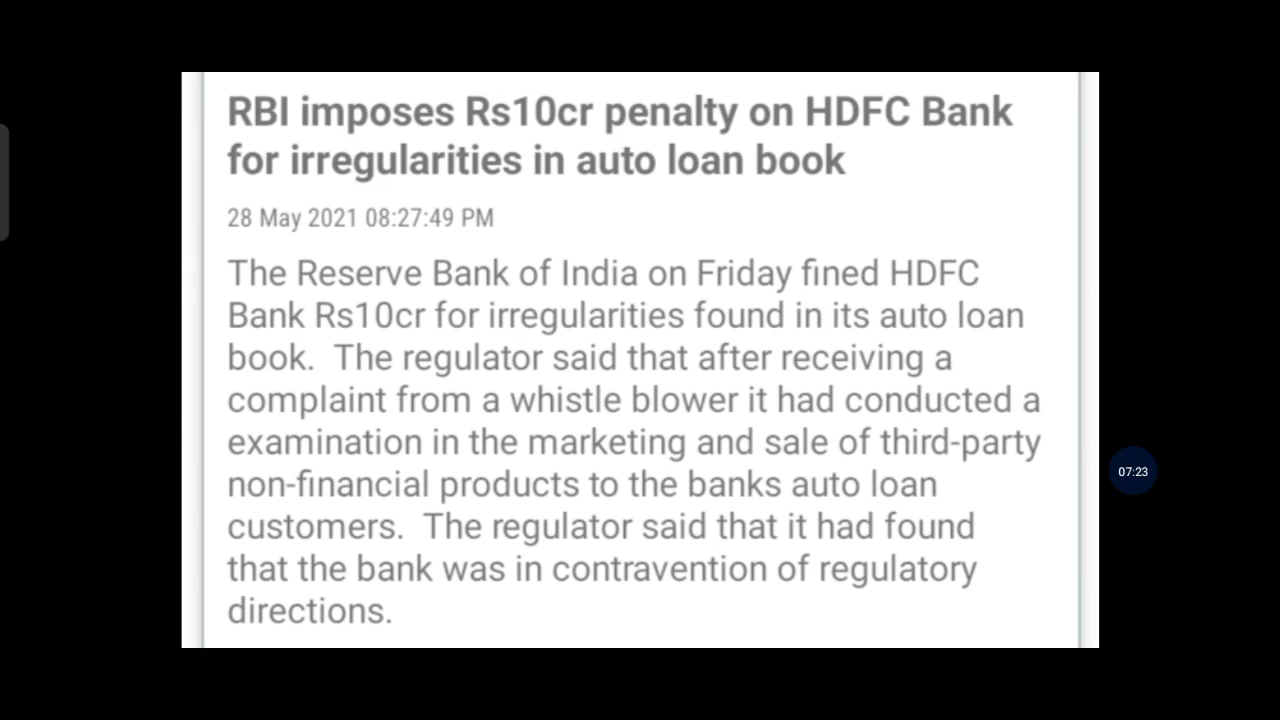 RBI imposes Rs10cr penalty on HDFC Bank
for irregularities in auto loan book
28 May 2021 08:27:49 PM
The Reserve Bank of India on Friday fined HDFC
Bank Rs10cr for irregularities found in its auto loan
book.  The regulator said that after receiving a
complaint from a whistle blower it had conducted a
examination in the marketing and sale of third-party
non-financial products to the banks auto loan
customers.  The regulator said that it had found
that the bank was in contravention of regulatory
directions.
07:23